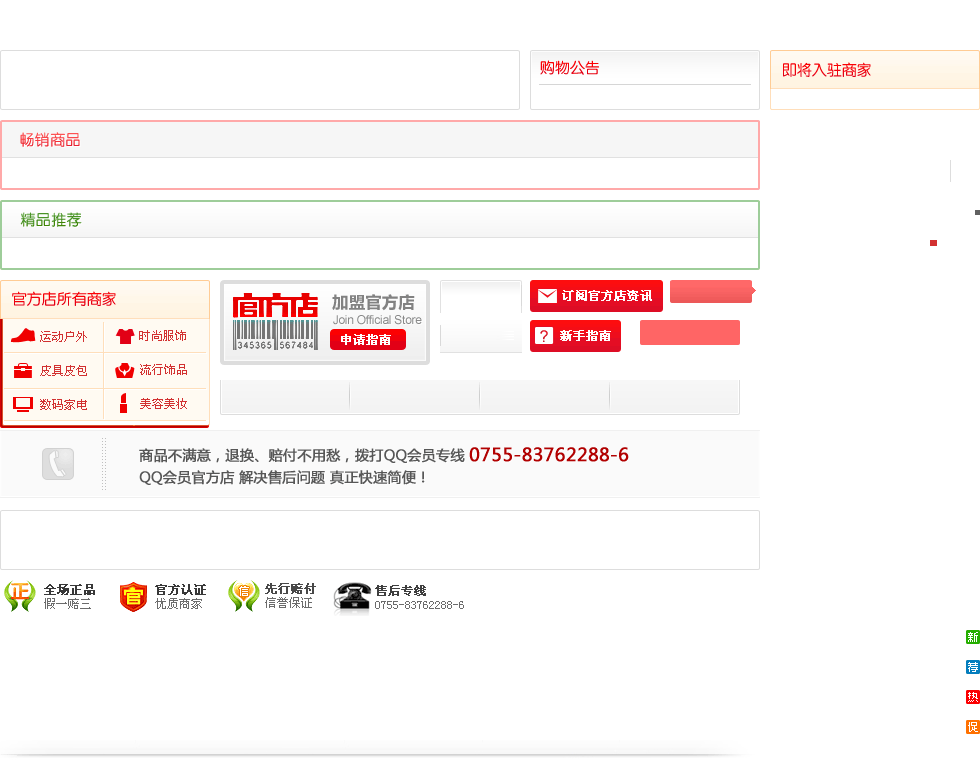 购物公告
即将入驻商家
畅销商品
精品推荐
官方店所有商家
运动户外
时尚服饰
皮具皮包
流行饰品
数码家电
美容美妆
官方店
345365 567484
加盟官方店
Join Official Store
申请指南
订阅官方店资讯
? 新手指南
商品不满意，退换、赔付不用愁，拨打QQ会员专线 0755-83762288-6
QQ会员官方店 解决售后问题 真正快速简便！
正
全场正品
假一赔三
官
官方认证
优质商家
信
先行赔付
信誉保证
售后专线
0755-83762288-6
新
荐
热
促